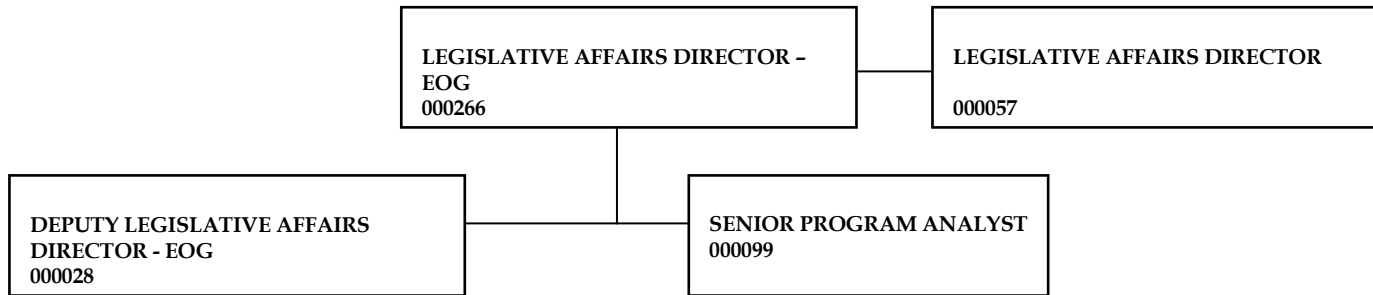 LEGISLATIVE AFFAIRS DIRECTOR –
EOG
000266
LEGISLATIVE AFFAIRS DIRECTOR
000057
DEPUTY LEGISLATIVE AFFAIRS
DIRECTOR - EOG
000028
SENIOR PROGRAM ANALYST
000099